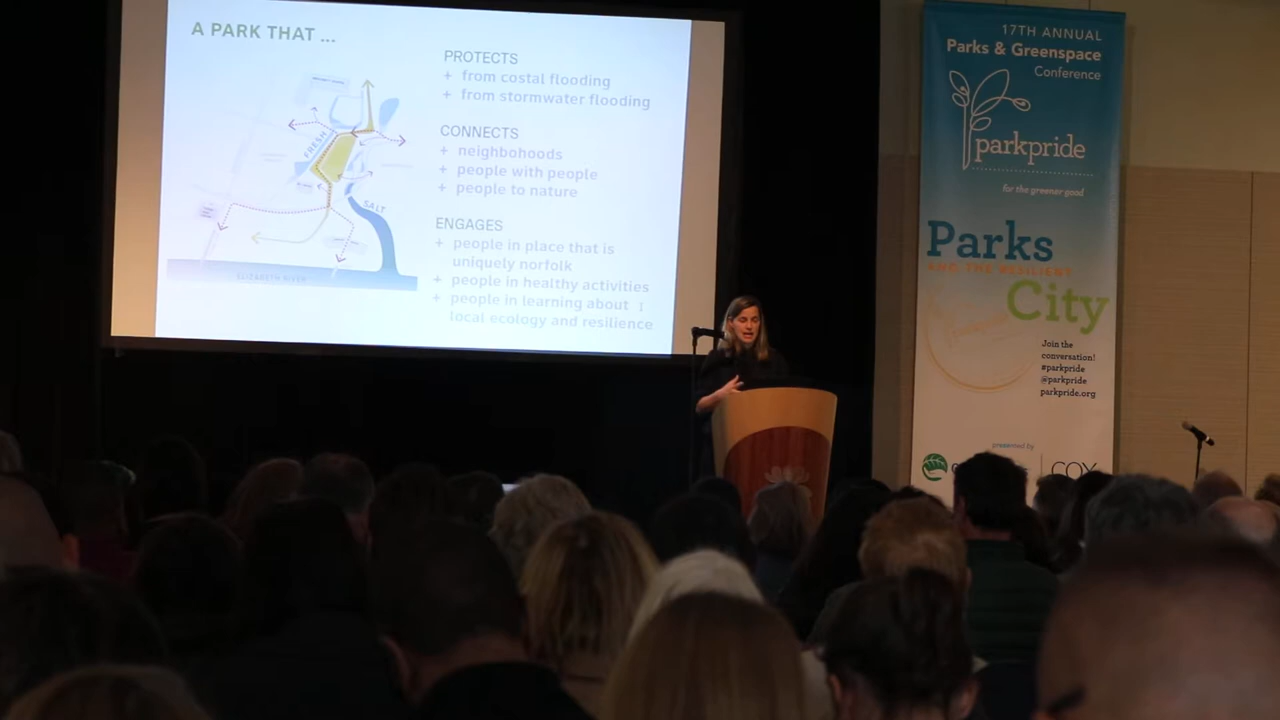 A PARK THAT ...
PROTECTS
+ from costal flooding
+ from stormwater flooding
CONNECTS
+ neighbohoods
+ people with people
+ people to nature
ENGAGES
+ people in place that is
uniquely norfolk
+ people in healthy activities
+ people in learning about
local ecology and resilience
FRESH
SALT
ELIZABETH RIVER
17TH ANNUAL
Parks & Greenspace
Conference
parkpride
for the greener good
Parks
AND THE RESILIENT
City
Join the
conversation!
#parkpride
@parkpride
parkpride.org
presented by
COX